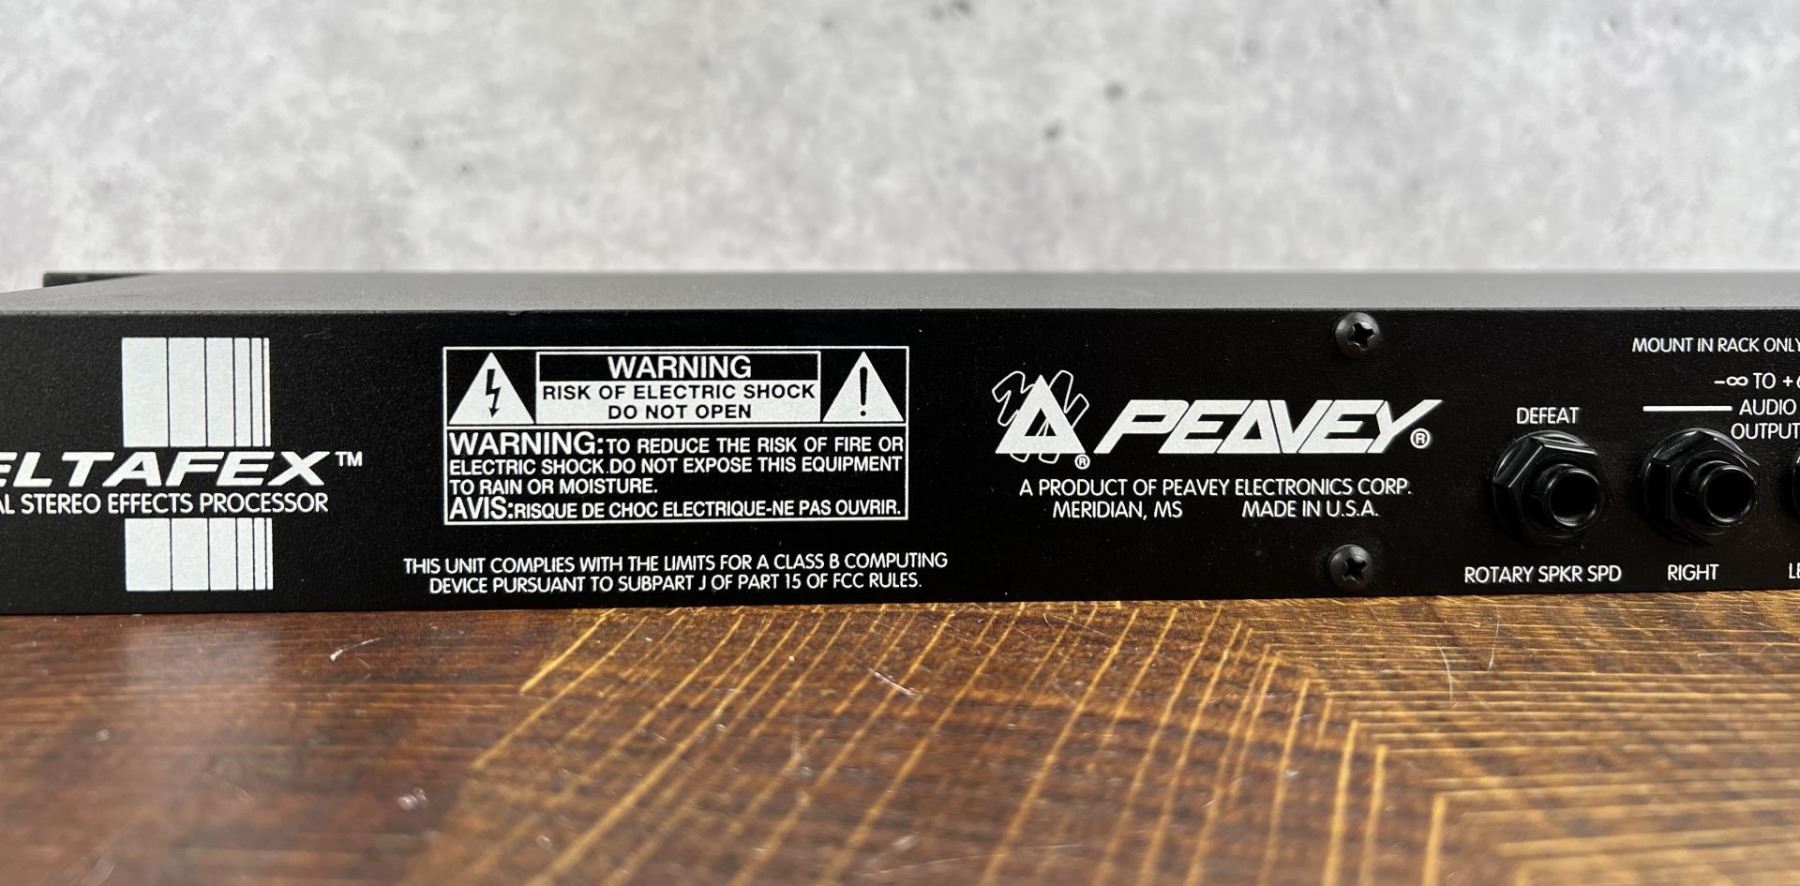 ELTAFEX™
AL STEREO EFFECTS PROCESSOR
WARNING
RISK OF ELECTRIC SHOCK
DO NOT OPEN
WARNING: TO REDUCE THE RISK OF FIRE OR
ELECTRIC SHOCK.DO NOT EXPOSE THIS EQUIPMENT
TO RAIN OR MOISTURE.
AVIS: RISQUE DE CHOC ELECTRIQUE-NE PAS OUVRIR.
THIS UNIT COMPLIES WITH THE LIMITS FOR A CLASS B COMPUTING
DEVICE PURSUANT TO SUBPART J OF PART 15 OF FCC RULES.
® PEAVEY®
A PRODUCT OF PEAVEY ELECTRONICS CORP.
MERIDIAN, MS MADE IN U.S.A.
MOUNT IN RACK ONLY
-∞ TO +6
DEFEAT
AUDIO
OUTPUT
ROTARY SPKR SPD
RIGHT